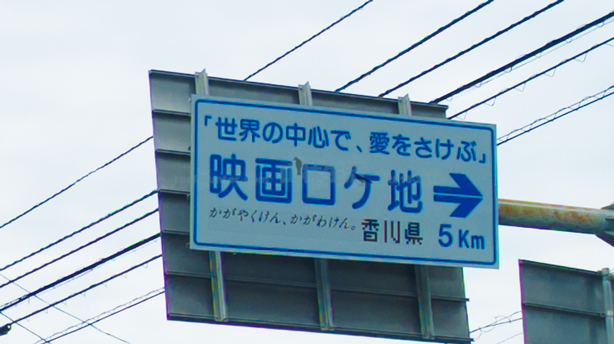 「世界の中心で、愛をさけぶ」
映画ロケ地
かがやくけん、かがわけん。 香川県 5Km